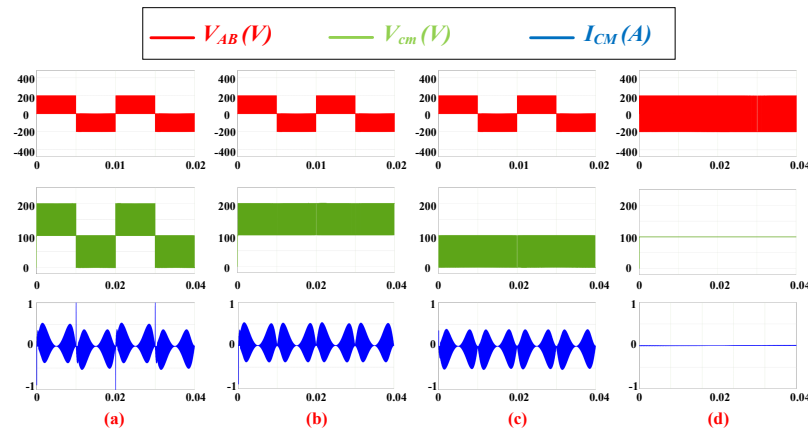 V_AB (V) V_cm (V) I_CM (A)
400 400 400 400
200 200 200 200
0 0 0 0
-200 -200 -200 -200
-400 -400 -400 -400
0 0.01 0.02 0 0.01 0.02 0 0.01 0.02 0 0.02 0.04
200 200 200 200
100 100 100 100
0 0 0 0
0 0.02 0.04 0 0.02 0.04 0 0.02 0.04 0 0.02 0.04
1 1 1 1
0 0 0 0
-1 -1 -1 -1
0 0.02 0.04 0 0.02 0.04 0 0.02 0.04 0 0.02 0.04
(a) (b) (c) (d)